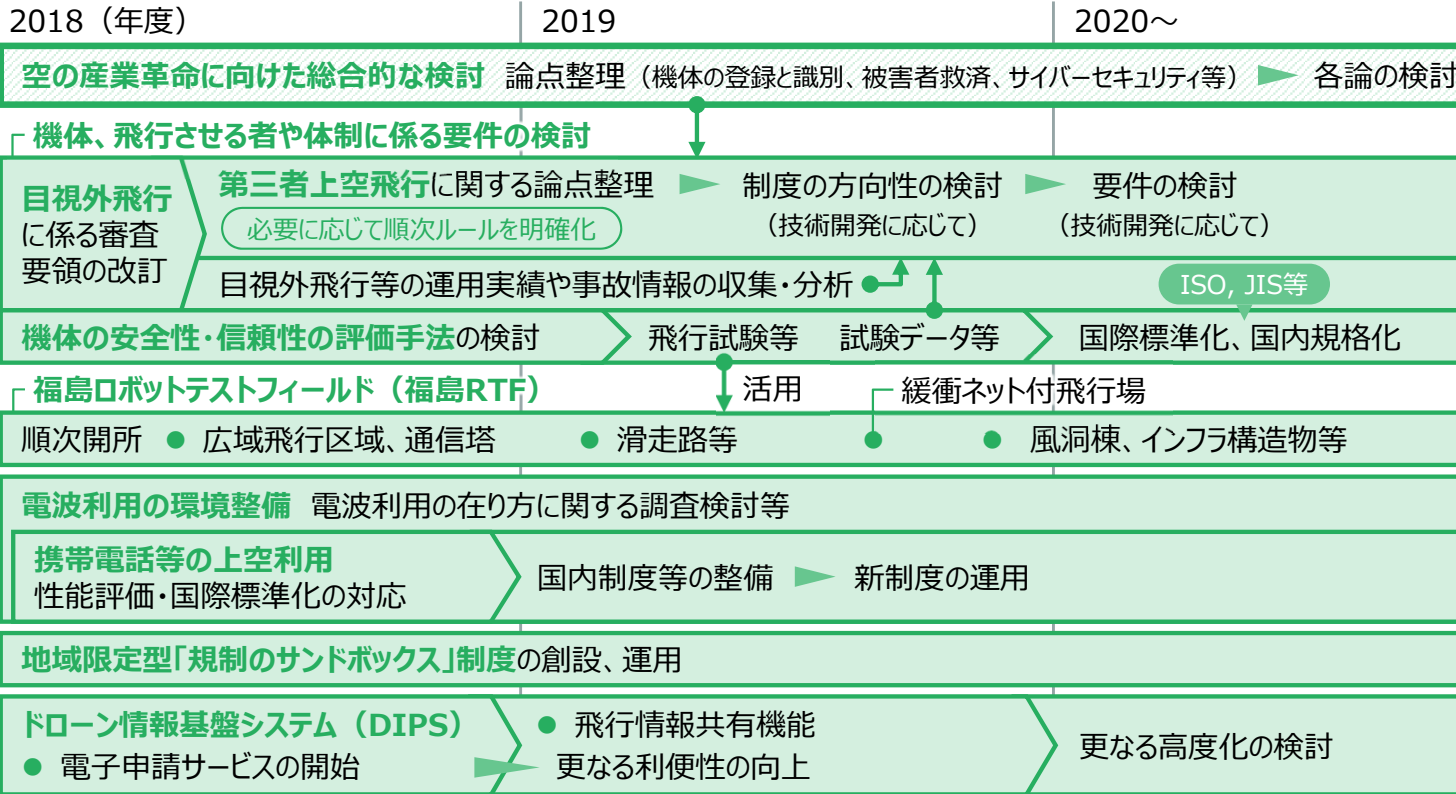 2018（年度）
2019
2020～
空の産業革命に向けた総合的な検討 論点整理（機体の登録と識別、被害者救済、サイバーセキュリティ等） 各論の検討
機体、飛行させる者や体制に係る要件の検討
目視外飛行
に係る審査
要領の改訂
第三者上空飛行に関する論点整理
必要に応じて順次ルールを明確化
制度の方向性の検討
（技術開発に応じて）
要件の検討
（技術開発に応じて）
目視外飛行等の運用実績や事故情報の収集・分析
ISO, JIS等
機体の安全性・信頼性の評価手法の検討
飛行試験等
試験データ等
国際標準化、国内規格化
福島ロボットテストフィールド（福島RTF）
活用
緩衝ネット付飛行場
順次開所 ● 広域飛行区域、通信塔
● 滑走路等
● 風洞棟、インフラ構造物等
電波利用の環境整備 電波利用の在り方に関する調査検討等
携帯電話等の上空利用
性能評価・国際標準化の対応
国内制度等の整備
新制度の運用
地域限定型「規制のサンドボックス」制度の創設、運用
ドローン情報基盤システム（DIPS）
● 電子申請サービスの開始
● 飛行情報共有機能
更なる利便性の向上
更なる高度化の検討